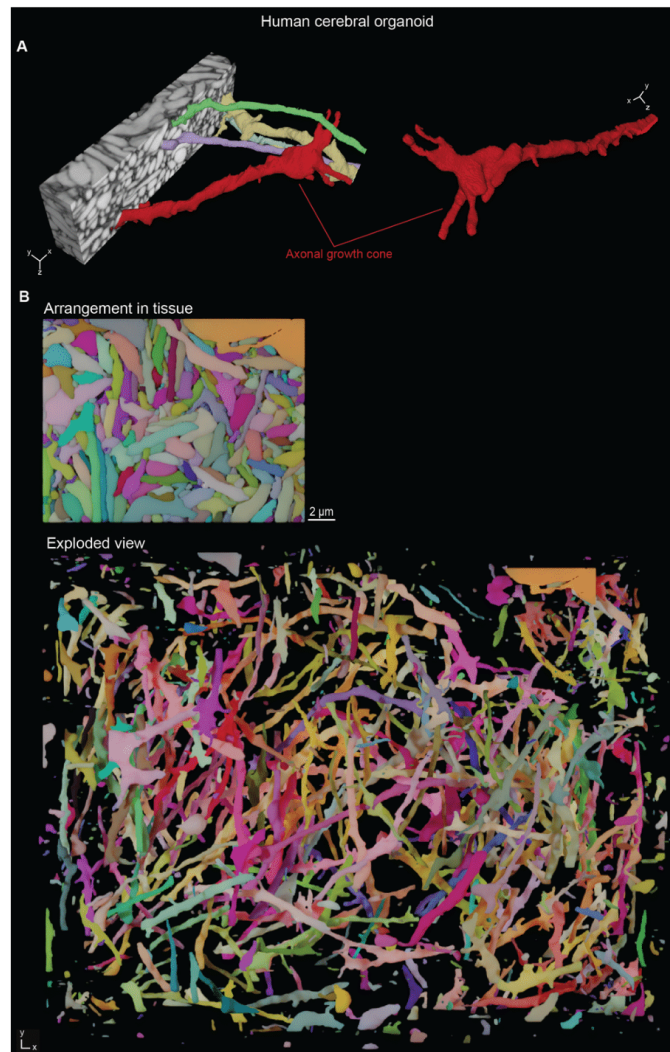 Human cerebral organoid
A
y x
z
x y
z
Axonal growth cone
B
Arrangement in tissue
2 µm
Exploded view
y
x